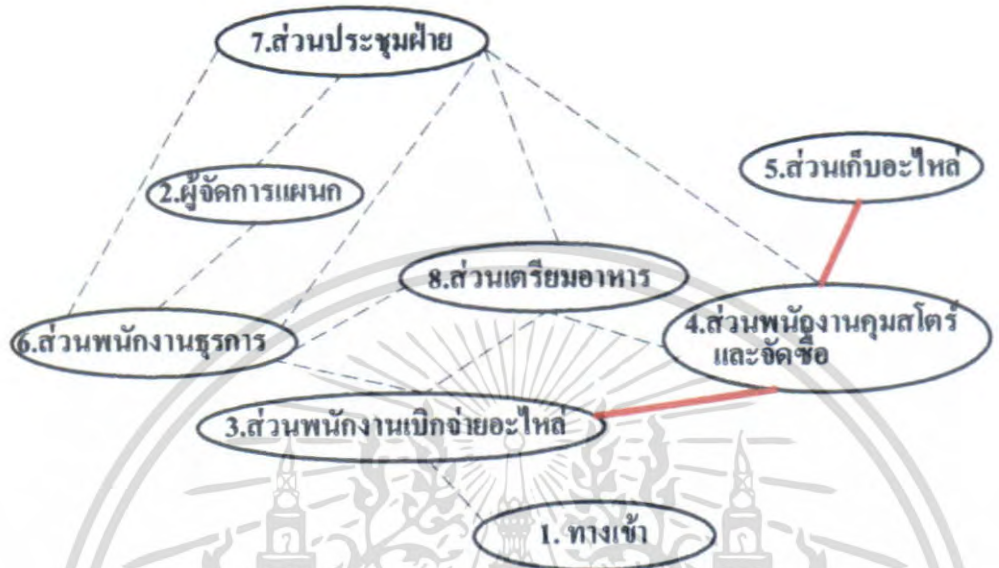 7.ส่วนประชุมฝ่าย
5.ส่วนเก็บอะไหล่
2.ผู้จัดการแผนก
8.ส่วนเตรียมอาหาร
6.ส่วนพนักงานธุรการ
4.ส่วนพนักงานคุมสโตร์
และจัดซื้อ
3.ส่วนพนักงานเบิกจ่ายอะไหล่
1. ทางเข้า